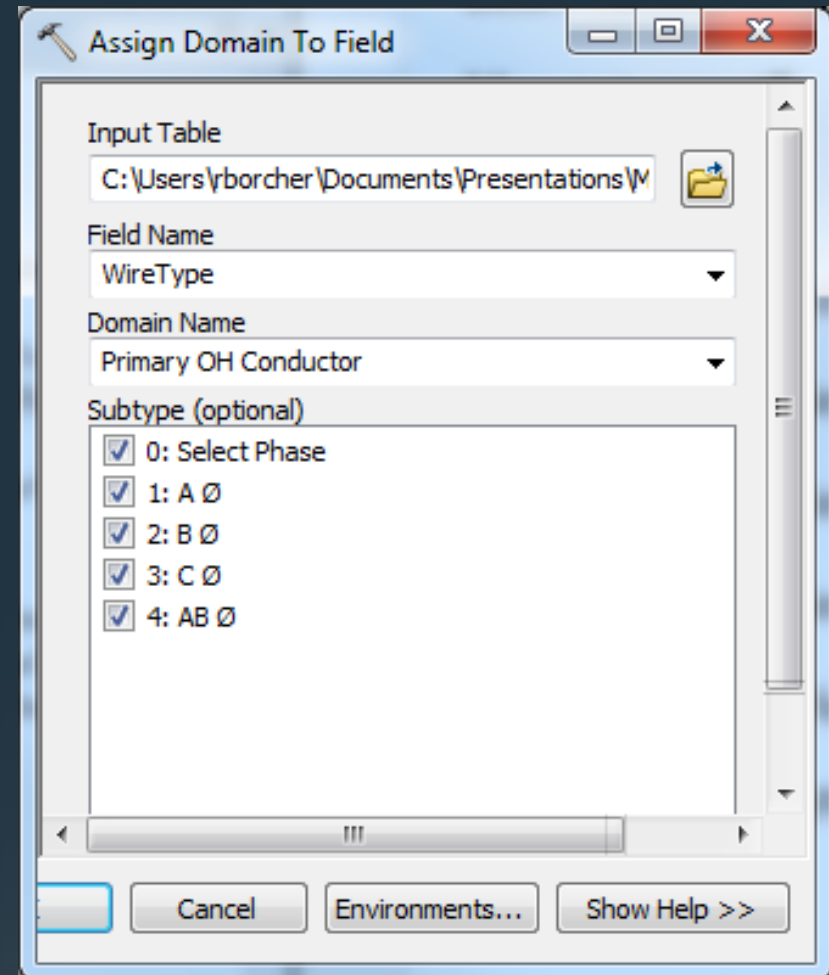 Assign Domain To Field
Input Table
C:\Users\rborcher\Documents\Presentations\M
Field Name
WireType
Domain Name
Primary OH Conductor
Subtype (optional)
0: Select Phase
1: A Ø
2: B Ø
3: C Ø
4: AB Ø
Cancel Environments... Show Help >>